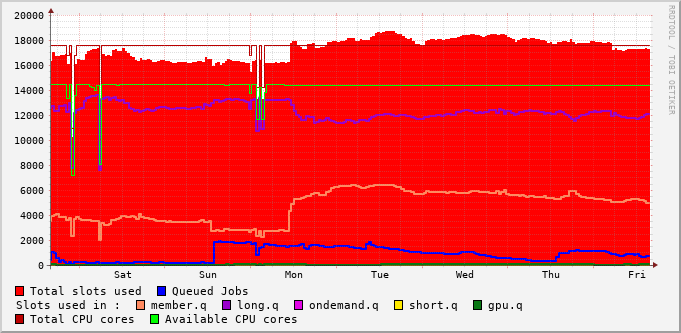 20000
18000
16000
14000
12000
10000
8000
6000
4000
2000
0
Sat Sun Mon Tue Wed Thu Fri
Total slots used Queued Jobs
Slots used in : member.q long.q ondemand.q short.q gpu.q
Total CPU cores Available CPU cores
RRDTOOL / TOBI OETIKER